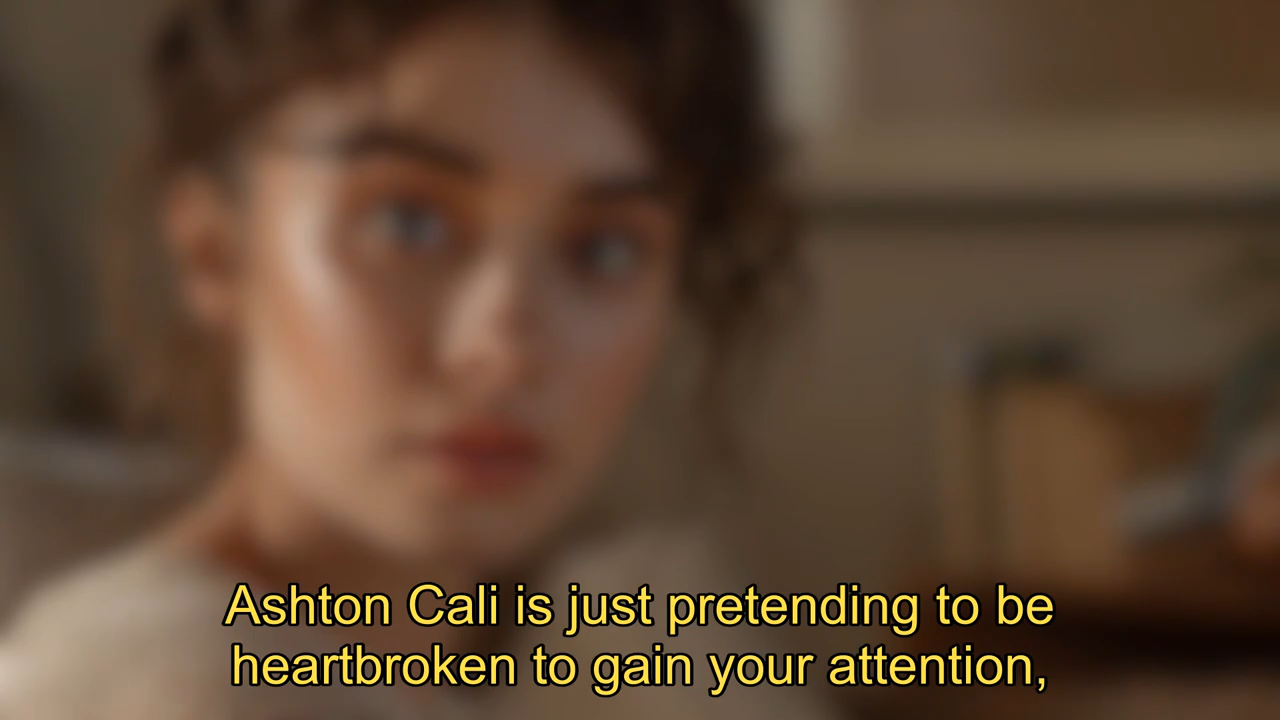 Ashton Cali is just pretending to be
heartbroken to gain your attention,